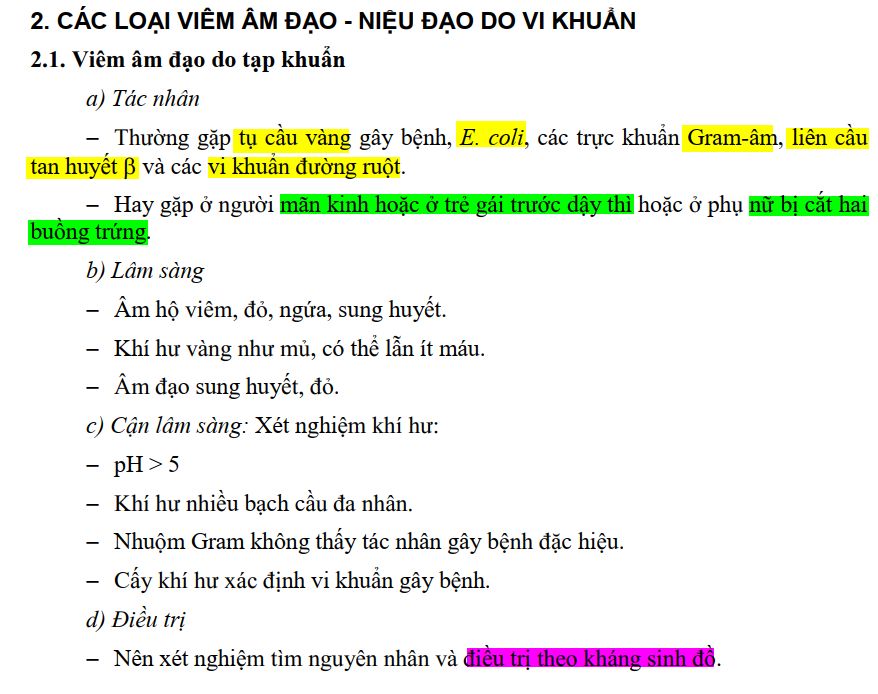 2. CÁC LOẠI VIÊM ÂM ĐẠO - NIỆU ĐẠO DO VI KHUẨN
2.1. Viêm âm đạo do tạp khuẩn
a) Tác nhân
– Thường gặp tụ cầu vàng gây bệnh, E. coli, các trực khuẩn Gram-âm, liên cầu
tan huyết β và các vi khuẩn đường ruột.
– Hay gặp ở người mãn kinh hoặc ở trẻ gái trước dậy thì hoặc ở phụ nữ bị cắt hai
buồng trứng.
b) Lâm sàng
– Âm hộ viêm, đỏ, ngứa, sung huyết.
– Khí hư vàng như mủ, có thể lẫn ít máu.
– Âm đạo sung huyết, đỏ.
c) Cận lâm sàng: Xét nghiệm khí hư:
– pH > 5
– Khí hư nhiều bạch cầu đa nhân.
– Nhuộm Gram không thấy tác nhân gây bệnh đặc hiệu.
– Cấy khí hư xác định vi khuẩn gây bệnh.
d) Điều trị
– Nên xét nghiệm tìm nguyên nhân và điều trị theo kháng sinh đồ.